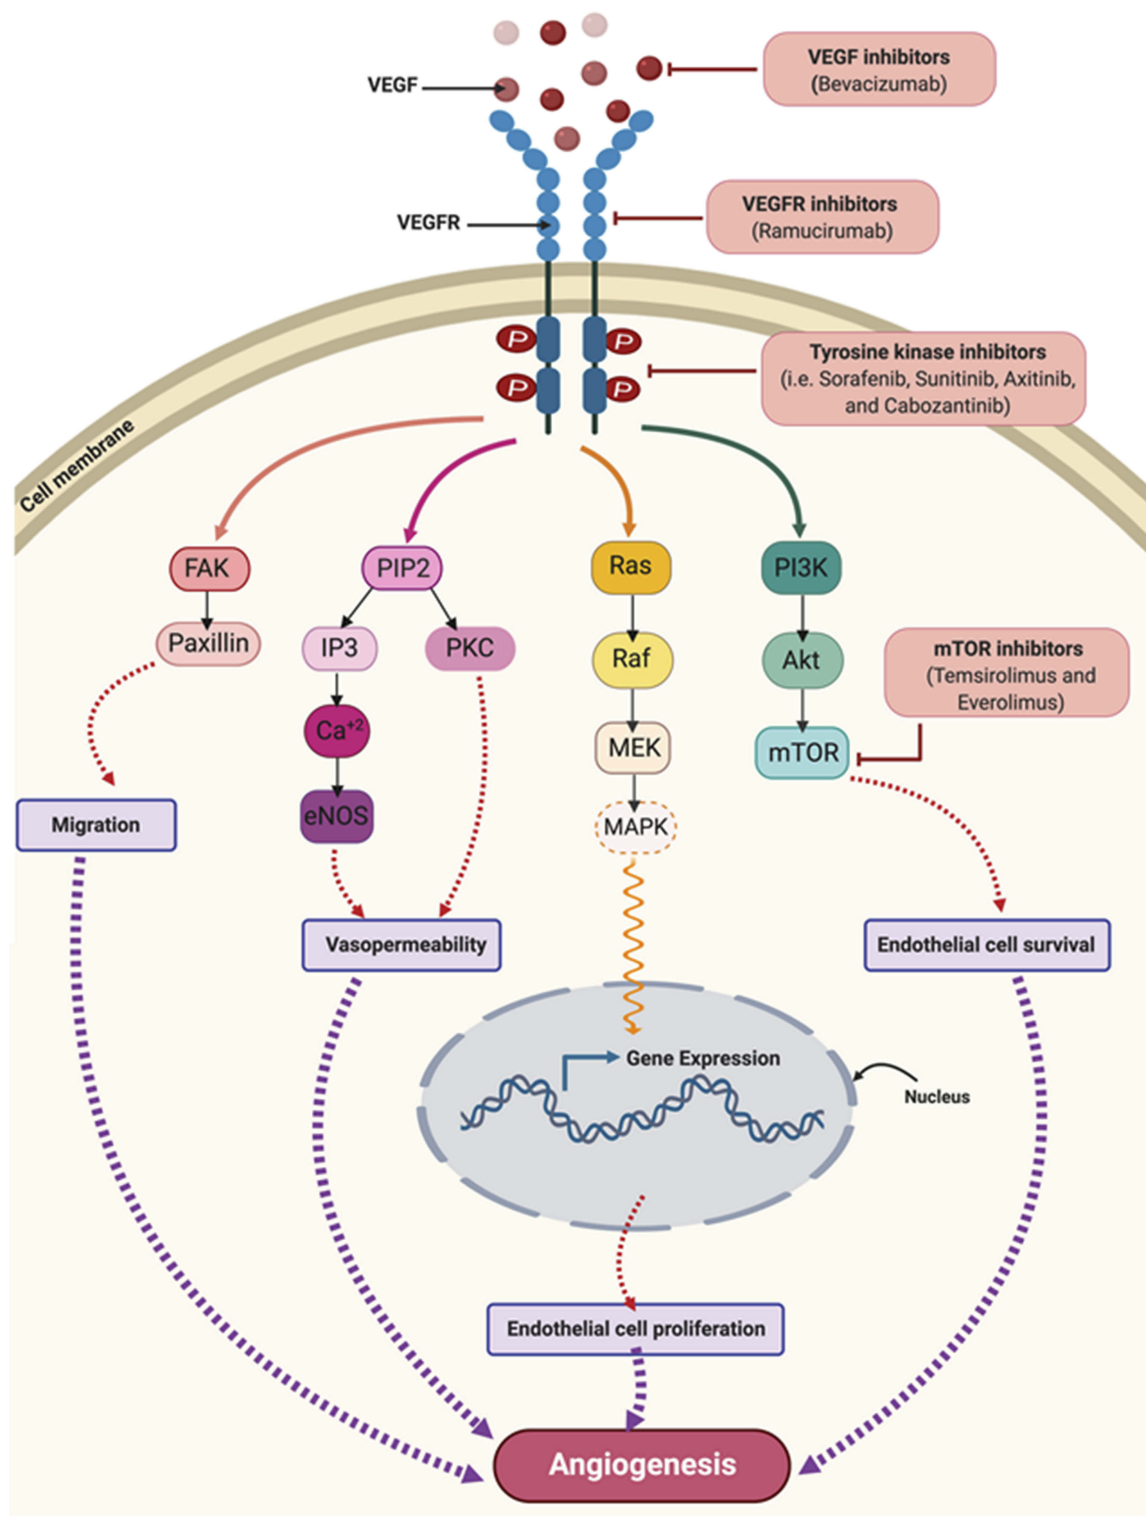 VEGF inhibitors
(Bevacizumab)
VEGF
VEGFR inhibitors
(Ramucirumab)
VEGFR
P
P
P
P
Tyrosine kinase inhibitors
(i.e. Sorafenib, Sunitinib, Axitinib,
and Cabozantinib)
Cell membrane
FAK
PIP2
Ras
PI3K
Paxillin
IP3
PKC
Raf
Akt
mTOR inhibitors
(Temsirolimus and
Everolimus)
Ca+2
MEK
mTOR
Migration
eNOS
MAPK
Vasopermeability
Endothelial cell survival
Gene Expression
Nucleus
Endothelial cell proliferation
Angiogenesis